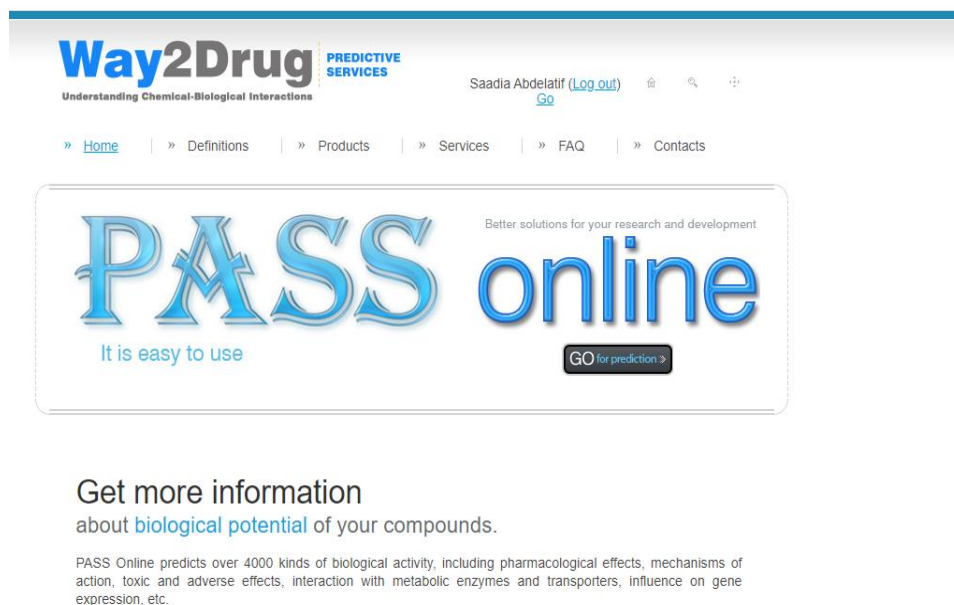 Way2Drug PREDICTIVE SERVICES
Understanding Chemical-Biological Interactions
Saadia Abdelatif (Log out)
Go
» Home » Definitions » Products » Services » FAQ » Contacts
PASS
It is easy to use
Better solutions for your research and development
online
GO for prediction »
Get more information
about biological potential of your compounds.
PASS Online predicts over 4000 kinds of biological activity, including pharmacological effects, mechanisms of
action, toxic and adverse effects, interaction with metabolic enzymes and transporters, influence on gene
expression, etc.